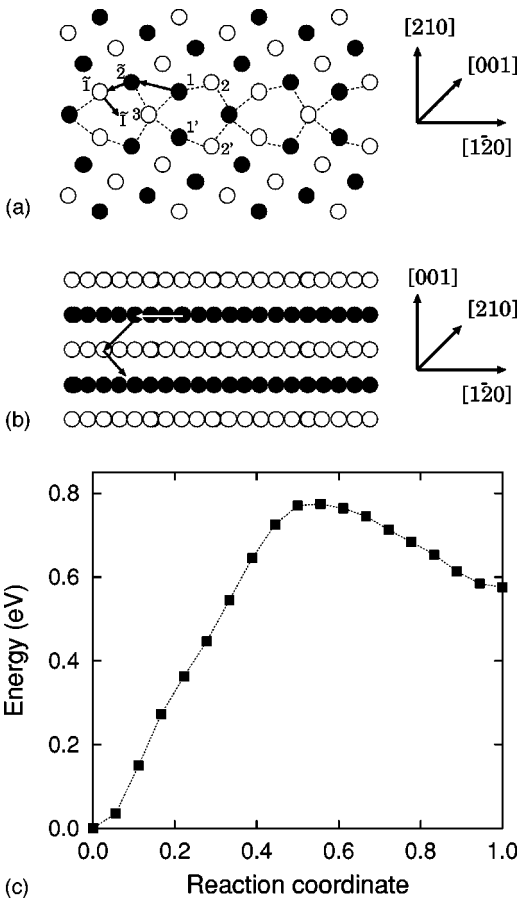 [210]
[001]
[12̄0]
1̃ 2̃ 1 2
1̃ 3 1' 2'
(a)
[001]
[210]
[1̄20]
(b)
0.8
0.6
0.4
0.2
0.0
Energy (eV)
0.0 0.2 0.4 0.6 0.8 1.0
(c) Reaction coordinate